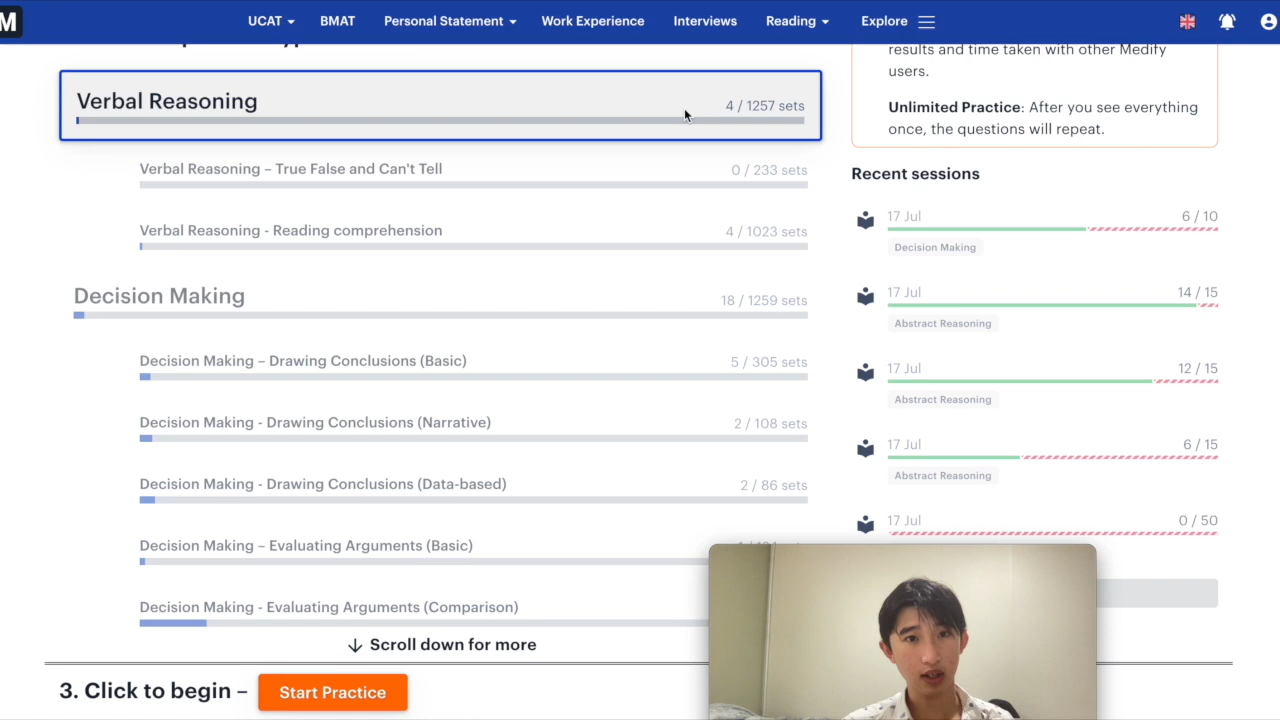 M
UCAT
BMAT
Personal Statement
Work Experience
Interviews
Reading
Explore
Verbal Reasoning
4 / 1257 sets
Verbal Reasoning – True False and Can't Tell
0 / 233 sets
Verbal Reasoning - Reading comprehension
4 / 1023 sets
Decision Making
18 / 1259 sets
Decision Making – Drawing Conclusions (Basic)
5 / 305 sets
Decision Making - Drawing Conclusions (Narrative)
2 / 108 sets
Decision Making - Drawing Conclusions (Data-based)
2 / 86 sets
Decision Making – Evaluating Arguments (Basic)
Decision Making - Evaluating Arguments (Comparison)
Scroll down for more
3. Click to begin –
Start Practice
results and time taken with other Medify
users.
Unlimited Practice: After you see everything
once, the questions will repeat.
Recent sessions
17 Jul
6 / 10
Decision Making
17 Jul
14 / 15
Abstract Reasoning
17 Jul
12 / 15
Abstract Reasoning
17 Jul
6 / 15
Abstract Reasoning
17 Jul
0 / 50